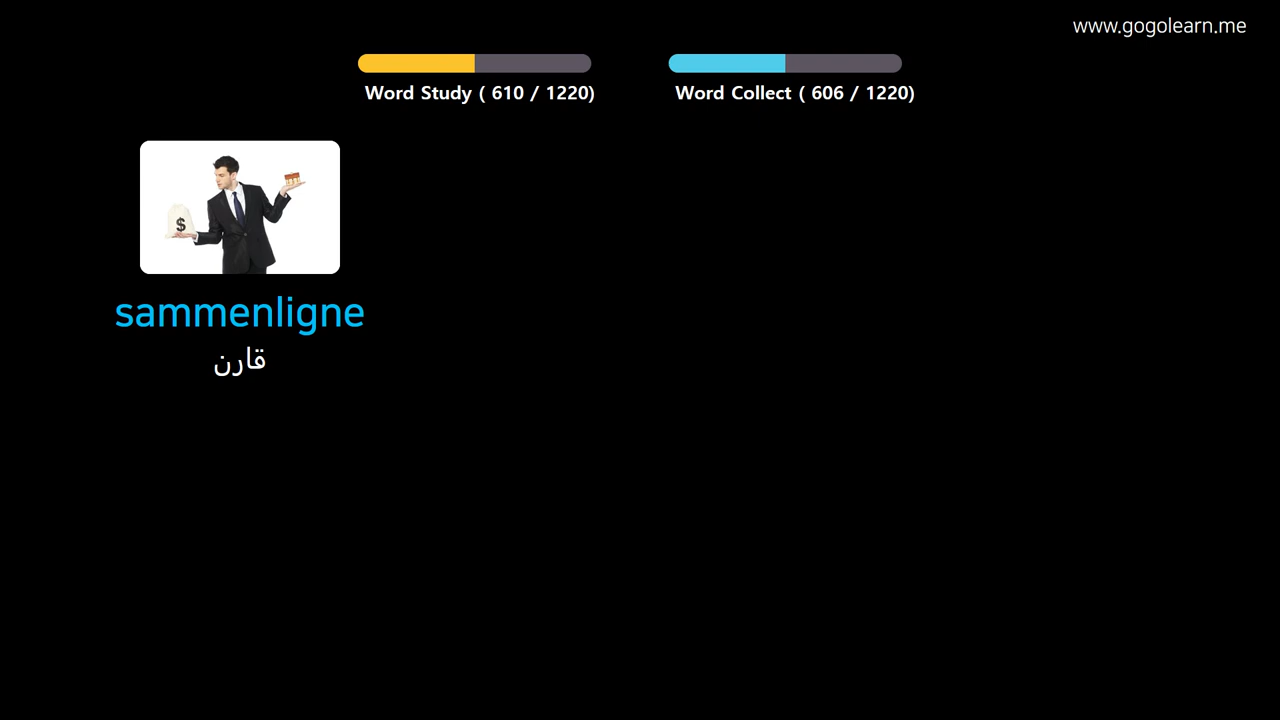 www.gogolearn.me
Word Study ( 610 / 1220)
Word Collect ( 606 / 1220)
$
sammenligne
قارن